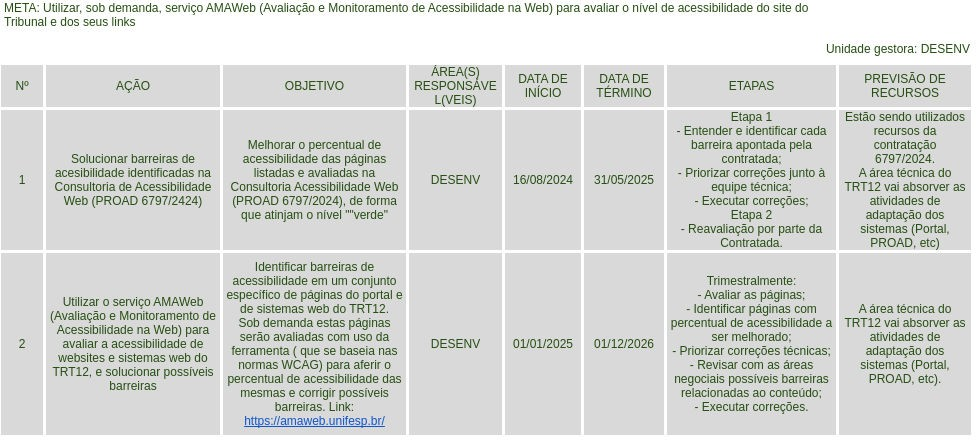 META: Utilizar, sob demanda, serviço AMAWeb (Avaliação e Monitoramento de Acessibilidade na Web) para avaliar o nível de acessibilidade do site do
Tribunal e dos seus links
Unidade gestora: DESENV
Nº
AÇÃO
OBJETIVO
ÁREA(S)
RESPONSÁVE
L(VEIS)
DATA DE
INÍCIO
DATA DE
TÉRMINO
ETAPAS
PREVISÃO DE
RECURSOS
1
Solucionar barreiras de
acesibilidade identificadas na
Consultoria de Acessibilidade
Web (PROAD 6797/2424)
Melhorar o percentual de
acessibilidade das páginas
listadas e avaliadas na
Consultoria Acessibilidade Web
(PROAD 6797/2024), de forma
que atinjam o nível ""verde"
DESENV
16/08/2024
31/05/2025
Etapa 1
- Entender e identificar cada
barreira apontada pela
contratada;
- Priorizar correções junto à
equipe técnica;
- Executar correções;
Etapa 2
- Reavaliação por parte da
Contratada.
Estão sendo utilizados
recursos da
contratação
6797/2024.
A área técnica do
TRT12 vai absorver as
atividades de
adaptação dos
sistemas (Portal,
PROAD, etc)
2
Utilizar o serviço AMAWeb
(Avaliação e Monitoramento de
Acessibilidade na Web) para
avaliar a acessibilidade de
websites e sistemas web do
TRT12, e solucionar possíveis
barreiras
Identificar barreiras de
acessibilidade em um conjunto
específico de páginas do portal e
de sistemas web do TRT12.
Sob demanda estas páginas
serão avaliadas com uso da
ferramenta ( que se baseia nas
normas WCAG) para aferir o
percentual de acessibilidade das
mesmas e corrigir possíveis
barreiras. Link:
https://amaweb.unifesp.br/
DESENV
01/01/2025
01/12/2026
Trimestralmente:
- Avaliar as páginas;
- Identificar páginas com
percentual de acessibilidade a
ser melhorado;
- Priorizar correções técnicas;
- Revisar com as áreas
negociais possíveis barreiras
relacionadas ao conteúdo;
- Executar correções.
A área técnica do
TRT12 vai absorver as
atividades de
adaptação dos
sistemas (Portal,
PROAD, etc).